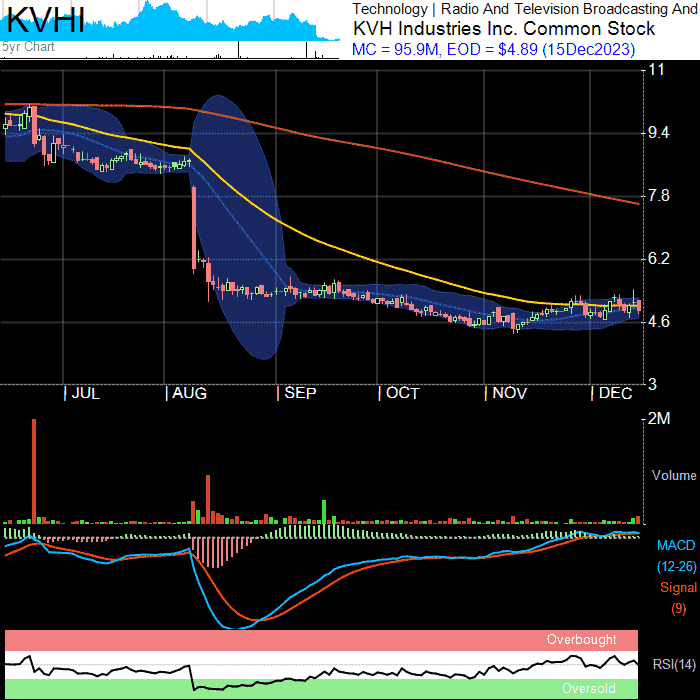 KVHI
5yr Chart
Technology | Radio And Television Broadcasting And
KVH Industries Inc. Common Stock
MC = 95.9M, EOD = $4.89 (15Dec2023)
11
9.4
7.8
6.2
4.6
3
| JUL | AUG | SEP | OCT | NOV | DEC
2M
Volume
MACD
(12-26)
Signal
(9)
Overbought
RSI(14)
Oversold